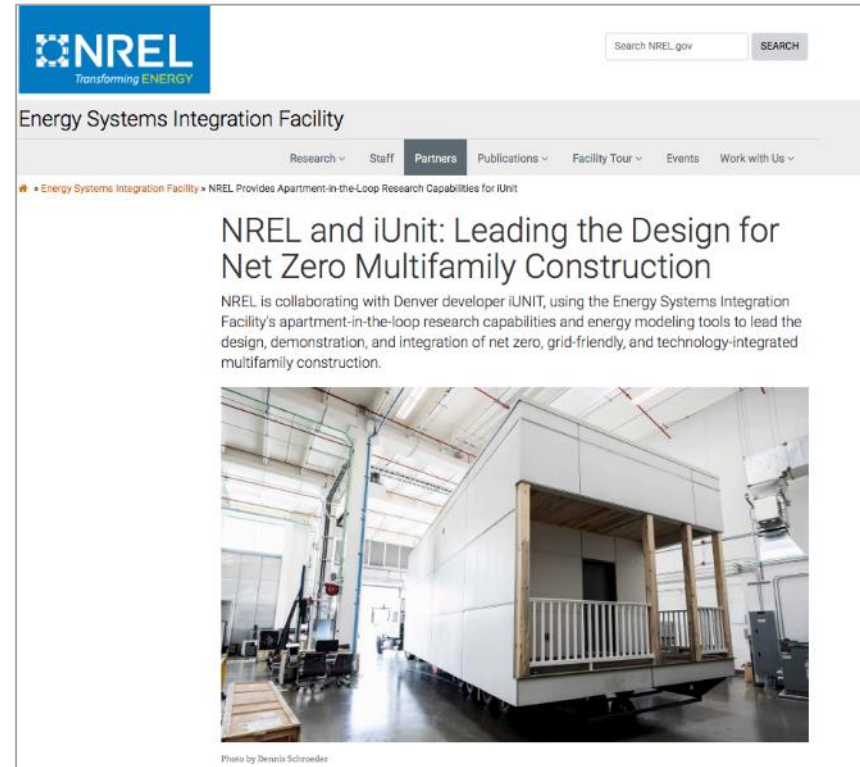 NREL
Transforming ENERGY
Search NREL.gov
SEARCH
Energy Systems Integration Facility
Research
Staff
Partners
Publications
Facility Tour
Events
Work with Us
» Energy Systems Integration Facility » NREL Provides Apartment-in-the-Loop Research Capabilities for iUnit
NREL and iUnit: Leading the Design for
Net Zero Multifamily Construction
NREL is collaborating with Denver developer iUNIT, using the Energy Systems Integration
Facility's apartment-in-the-loop research capabilities and energy modeling tools to lead the
design, demonstration, and integration of net zero, grid-friendly, and technology-integrated
multifamily construction.
Photo by Dennis Schroeder